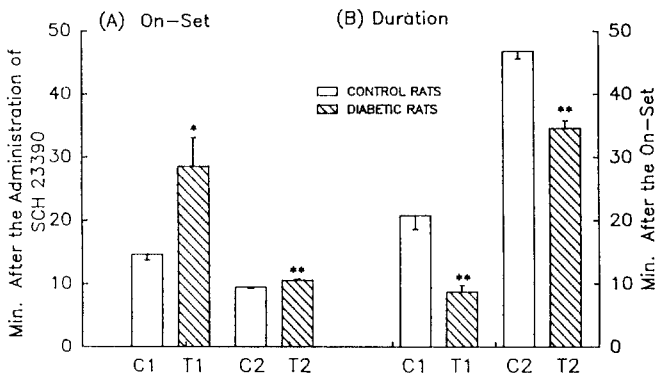 (A) On-Set
(B) Duration
Min. After the Administration of
SCH 23390
50
40
30
20
10
0
CONTROL RATS
DIABETIC RATS
*
**
**
**
C1 T1 C2 T2
C1 T1 C2 T2
50
40
30
20
10
0
Min. After the On-Set